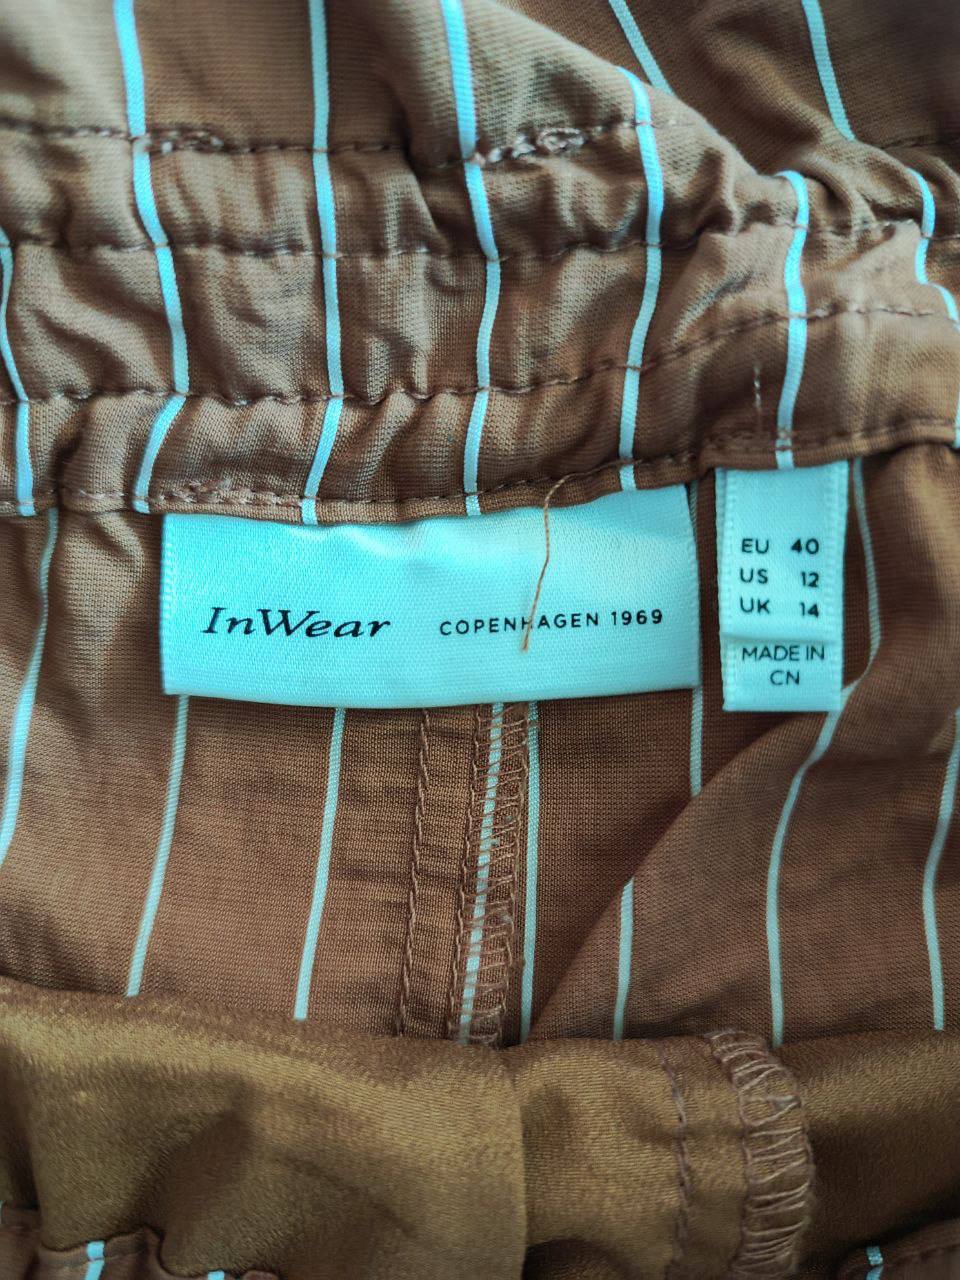 InWear COPENHAGEN 1969
EU 40
US 12
UK 14
MADE IN
CN